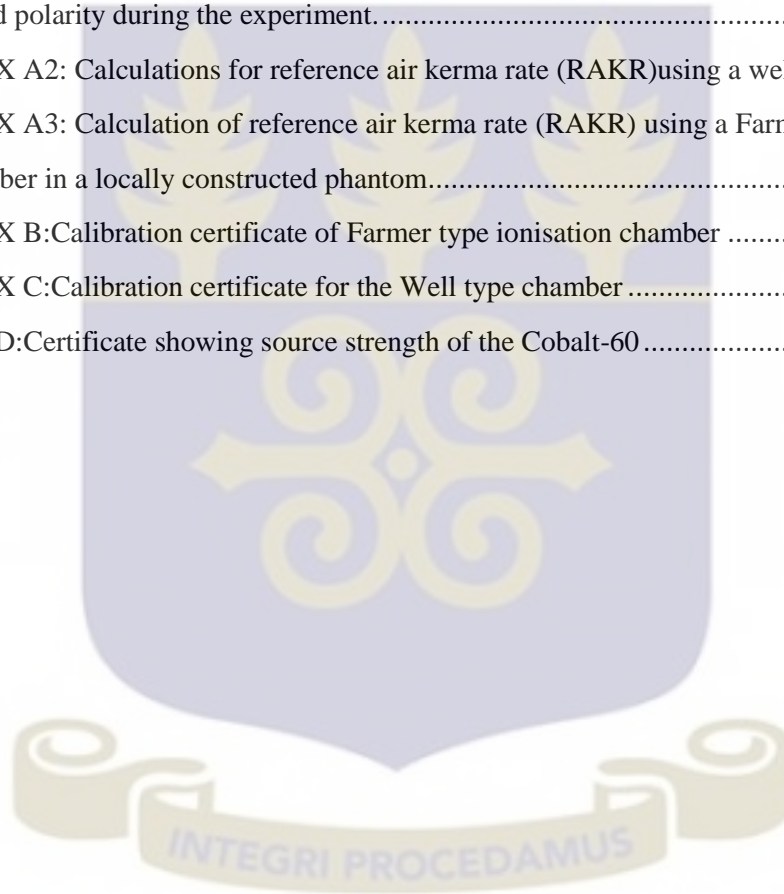 d polarity during the experiment...............................................
X A2: Calculations for reference air kerma rate (RAKR)using a wel
X A3: Calculation of reference air kerma rate (RAKR) using a Farm
ber in a locally constructed phantom..........................................
X B:Calibration certificate of Farmer type ionisation chamber ......
X C:Calibration certificate for the Well type chamber......................
D:Certificate showing source strength of the Cobalt-60...................
INTEGRI PROCEDAMUS